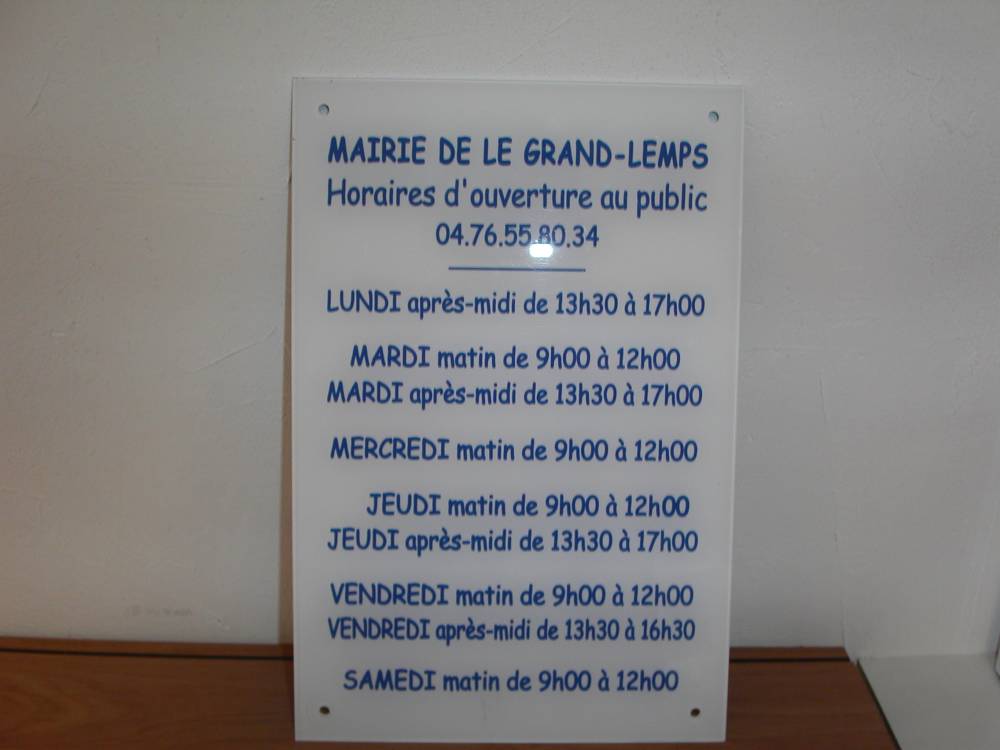 MAIRIE DE LE GRAND-LEMPS
Horaires d'ouverture au public
04.76.55.80.34
LUNDI après-midi de 13h30 à 17h00
MARDI matin de 9h00 à 12h00
MARDI après-midi de 13h30 à 17h00
MERCREDI matin de 9h00 à 12h00
JEUDI matin de 9h00 à 12h00
JEUDI après-midi de 13h30 à 17h00
VENDREDI matin de 9h00 à 12h00
VENDREDI après-midi de 13h30 à 16h30
SAMEDI matin de 9h00 à 12h00